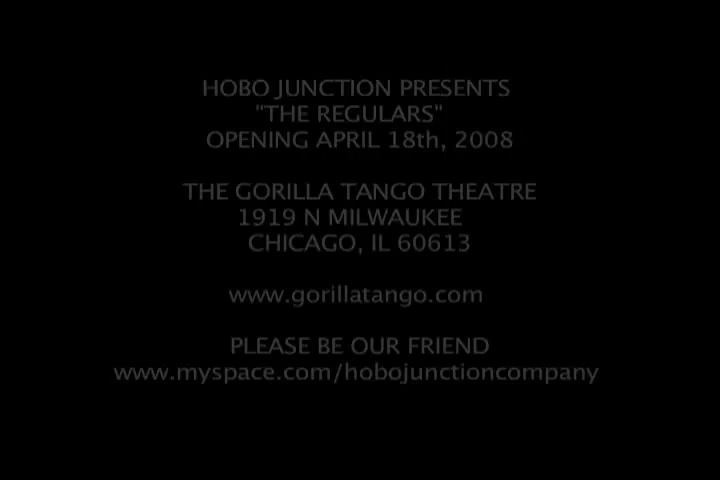 HOBO JUNCTION PRESENTS
"THE REGULARS"
OPENING APRIL 18th, 2008
THE GORILLA TANGO THEATRE
1919 N MILWAUKEE
CHICAGO, IL 60613
www.gorillatango.com
PLEASE BE OUR FRIEND
www.myspace.com/hobojunctioncompany